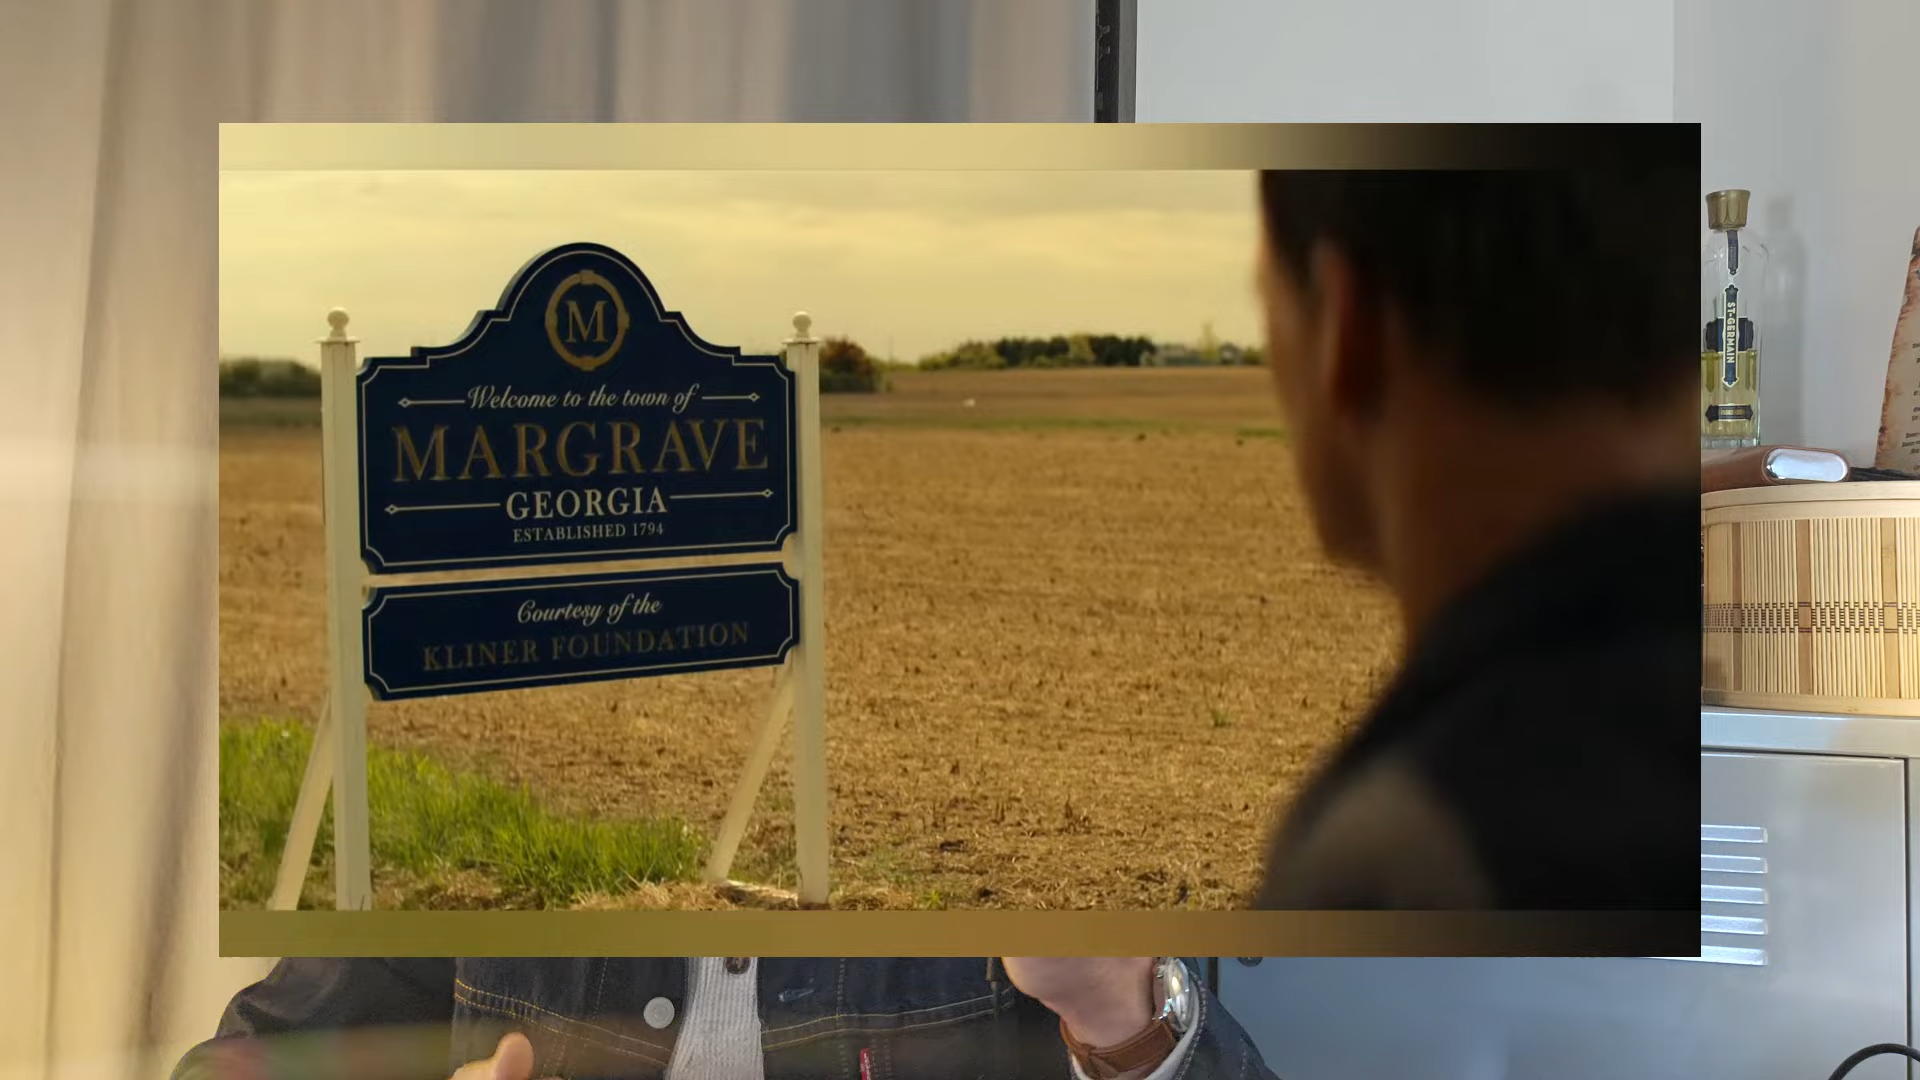 M
Welcome to the town of
MARGRAVE
GEORGIA
ESTABLISHED 1794
Courtesy of the
KLINER FOUNDATION
ST-GERMAIN